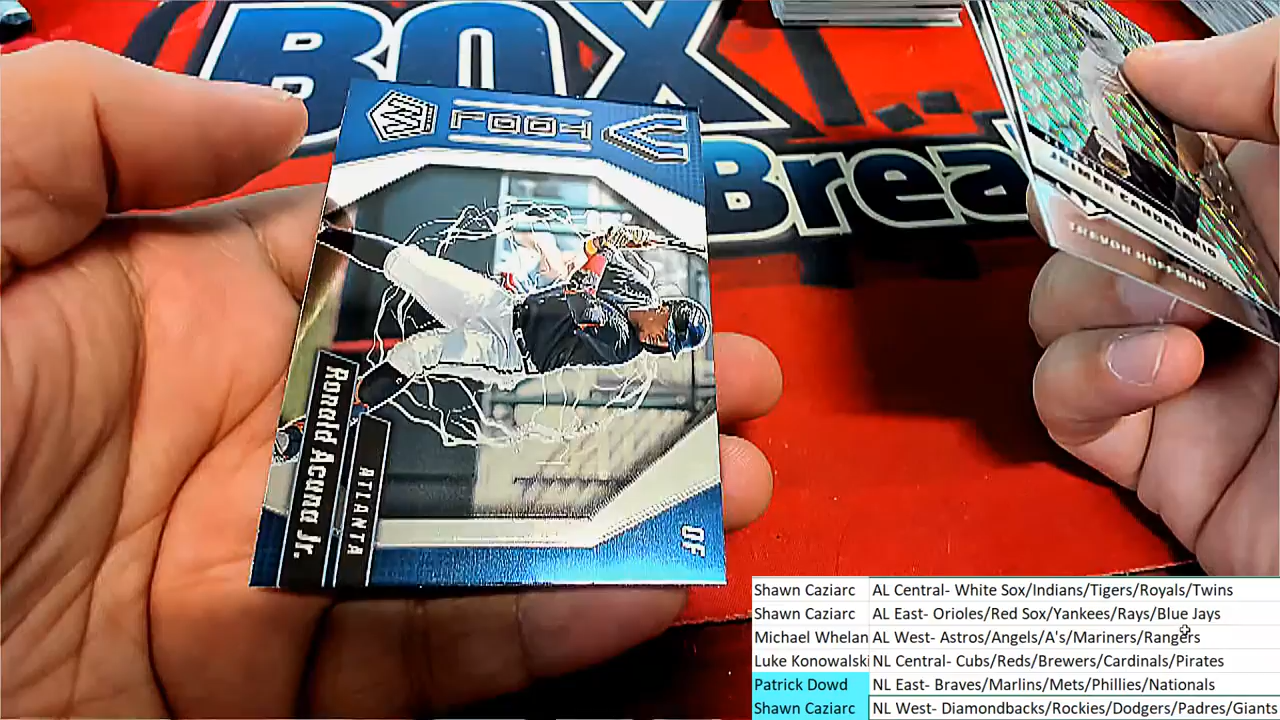 BOX
Brea
VOLT
OF
ATLANTA
Ronald Acuna Jr.
JEIMER CANDELARIO
TREVOR HOFFMAN
Shawn Caziarc AL Central- White Sox/Indians/Tigers/Royals/Twins
Shawn Caziarc AL East- Orioles/Red Sox/Yankees/Rays/Blue Jays
Michael Whelan AL West- Astros/Angels/A's/Mariners/Rangers
Luke Konowalski NL Central- Cubs/Reds/Brewers/Cardinals/Pirates
Patrick Dowd NL East- Braves/Marlins/Mets/Phillies/Nationals
Shawn Caziarc NL West- Diamondbacks/Rockies/Dodgers/Padres/Giants